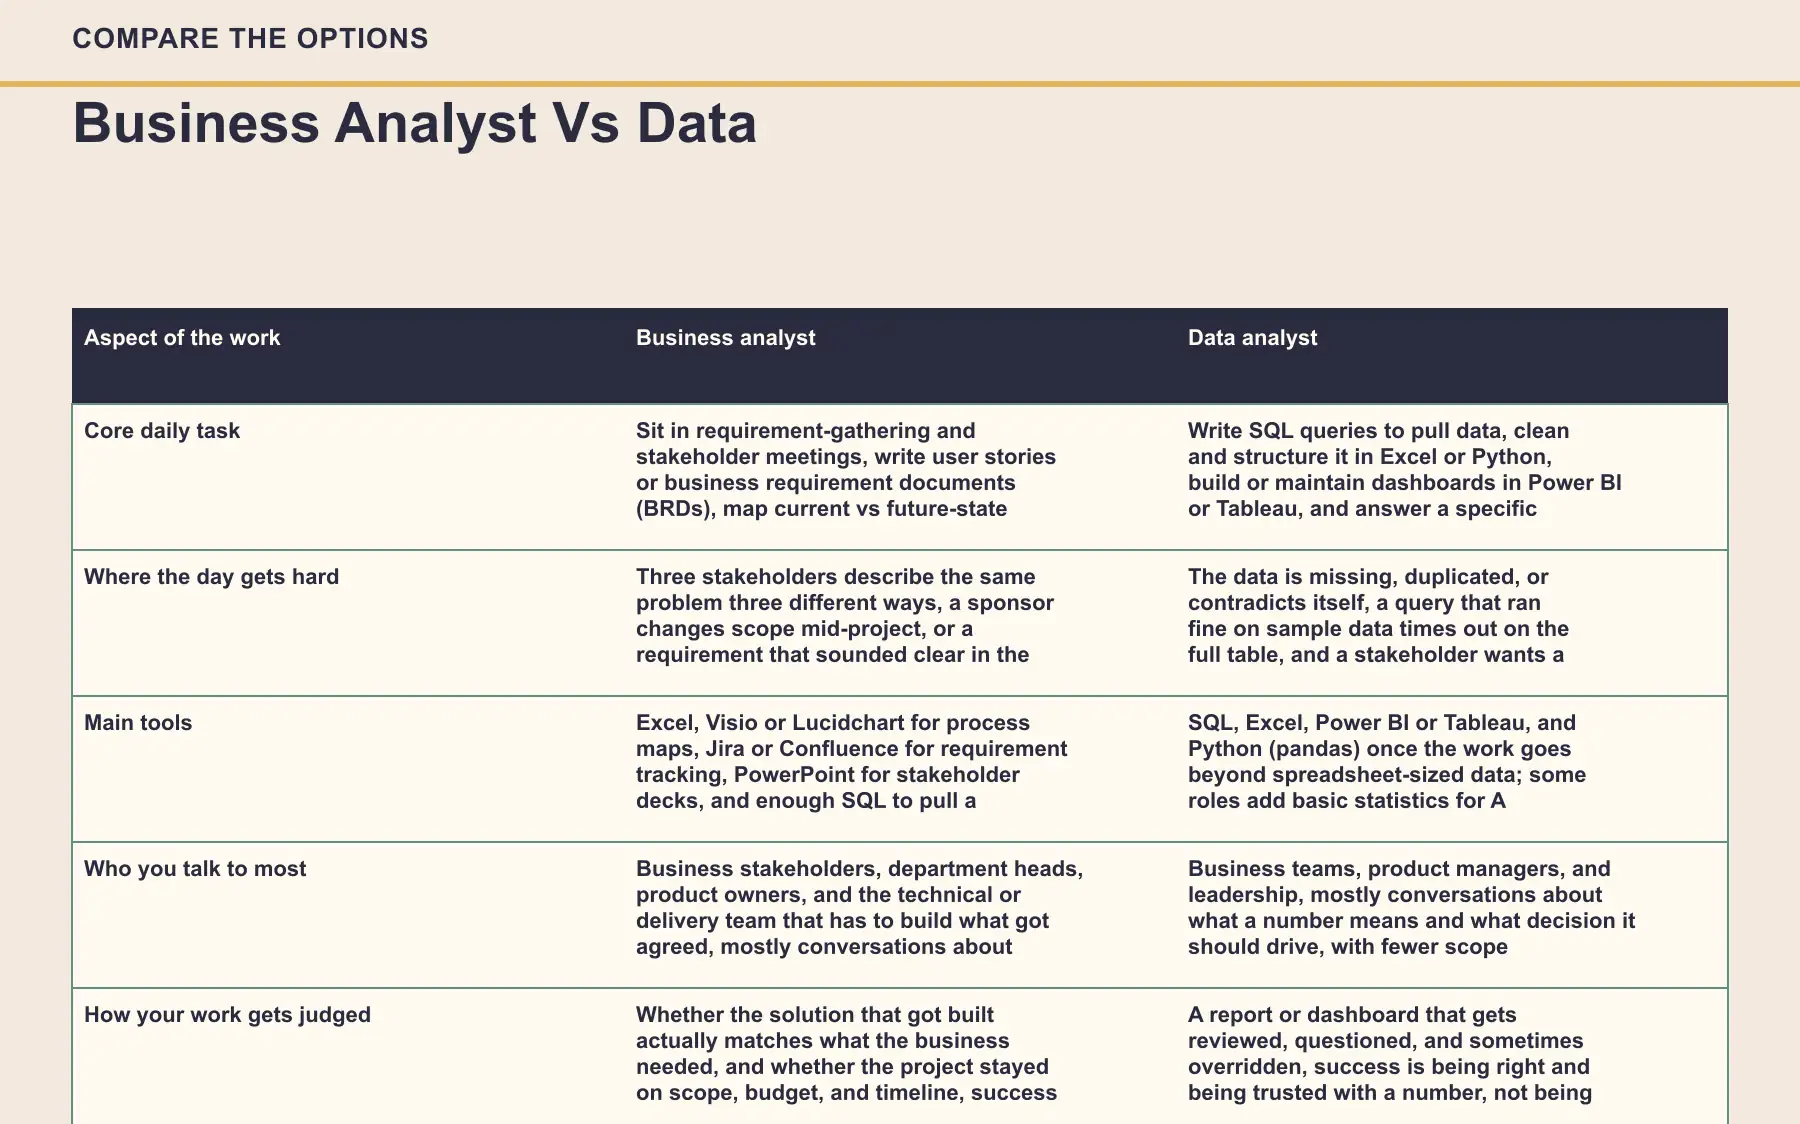 COMPARE THE OPTIONS
Business Analyst Vs Data
Aspect of the work
Business analyst
Data analyst
Core daily task
Sit in requirement-gathering and
stakeholder meetings, write user stories
or business requirement documents
(BRDs), map current vs future-state
Write SQL queries to pull data, clean
and structure it in Excel or Python,
build or maintain dashboards in Power BI
or Tableau, and answer a specific
Where the day gets hard
Three stakeholders describe the same
problem three different ways, a sponsor
changes scope mid-project, or a
requirement that sounded clear in the
The data is missing, duplicated, or
contradicts itself, a query that ran
fine on sample data times out on the
full table, and a stakeholder wants a
Main tools
Excel, Visio or Lucidchart for process
maps, Jira or Confluence for requirement
tracking, PowerPoint for stakeholder
decks, and enough SQL to pull a
SQL, Excel, Power BI or Tableau, and
Python (pandas) once the work goes
beyond spreadsheet-sized data; some
roles add basic statistics for A
Who you talk to most
Business stakeholders, department heads,
product owners, and the technical or
delivery team that has to build what got
agreed, mostly conversations about
Business teams, product managers, and
leadership, mostly conversations about
what a number means and what decision it
should drive, with fewer scope
How your work gets judged
Whether the solution that got built
actually matches what the business
needed, and whether the project stayed
on scope, budget, and timeline, success
A report or dashboard that gets
reviewed, questioned, and sometimes
overridden, success is being right and
being trusted with a number, not being